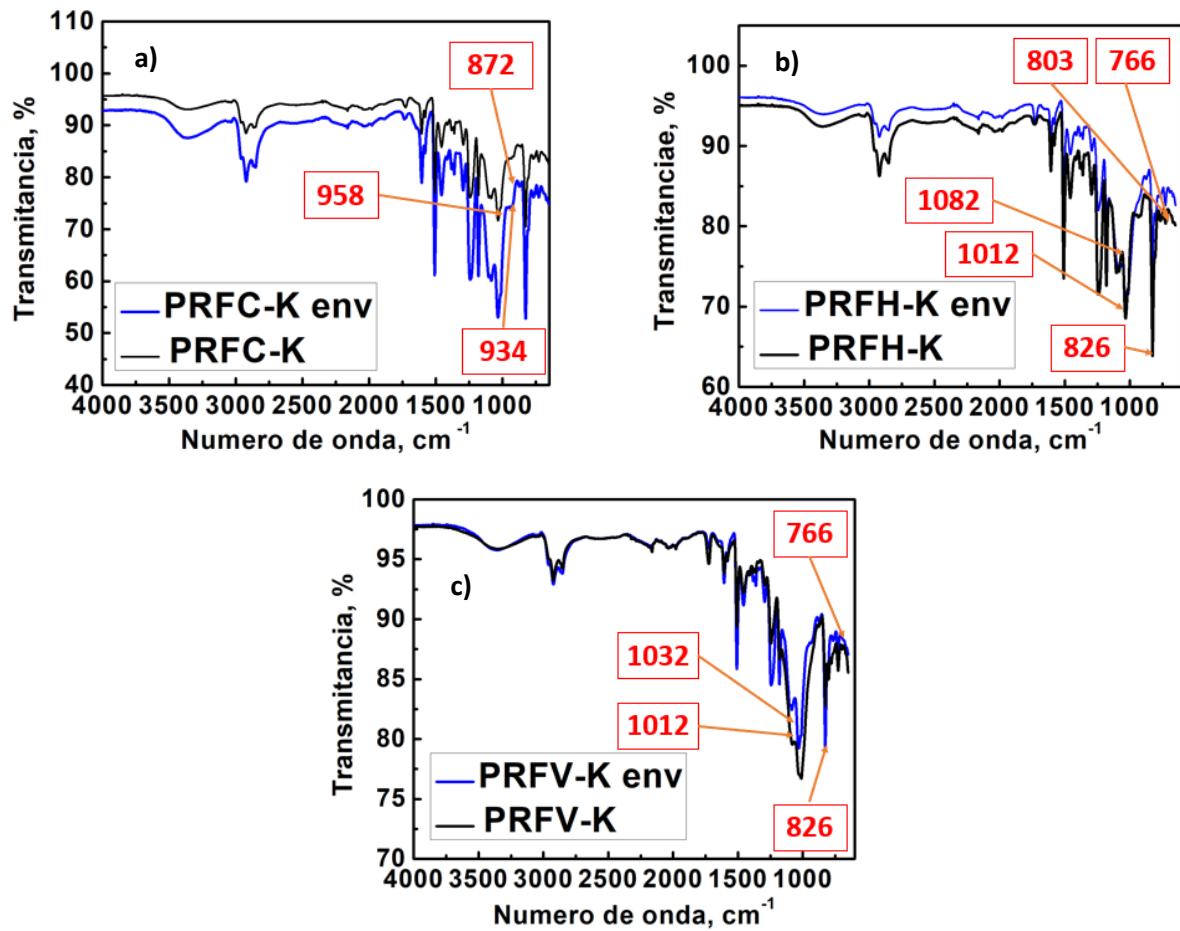 a)
872
958
934
PRFC-K env
PRFC-K
Transmitancia, %
110
100
90
80
70
60
50
40
4000 3500 3000 2500 2000 1500 1000
Numero de onda, cm⁻¹
b)
803
766
1082
1012
826
PRFH-K env
PRFH-K
Transmitanciae, %
100
90
80
70
60
4000 3500 3000 2500 2000 1500 1000
Numero de onda, cm⁻¹
c)
766
1032
1012
826
PRFV-K env
PRFV-K
Transmitancia, %
100
95
90
85
80
75
70
4000 3500 3000 2500 2000 1500 1000
Numero de onda, cm⁻¹